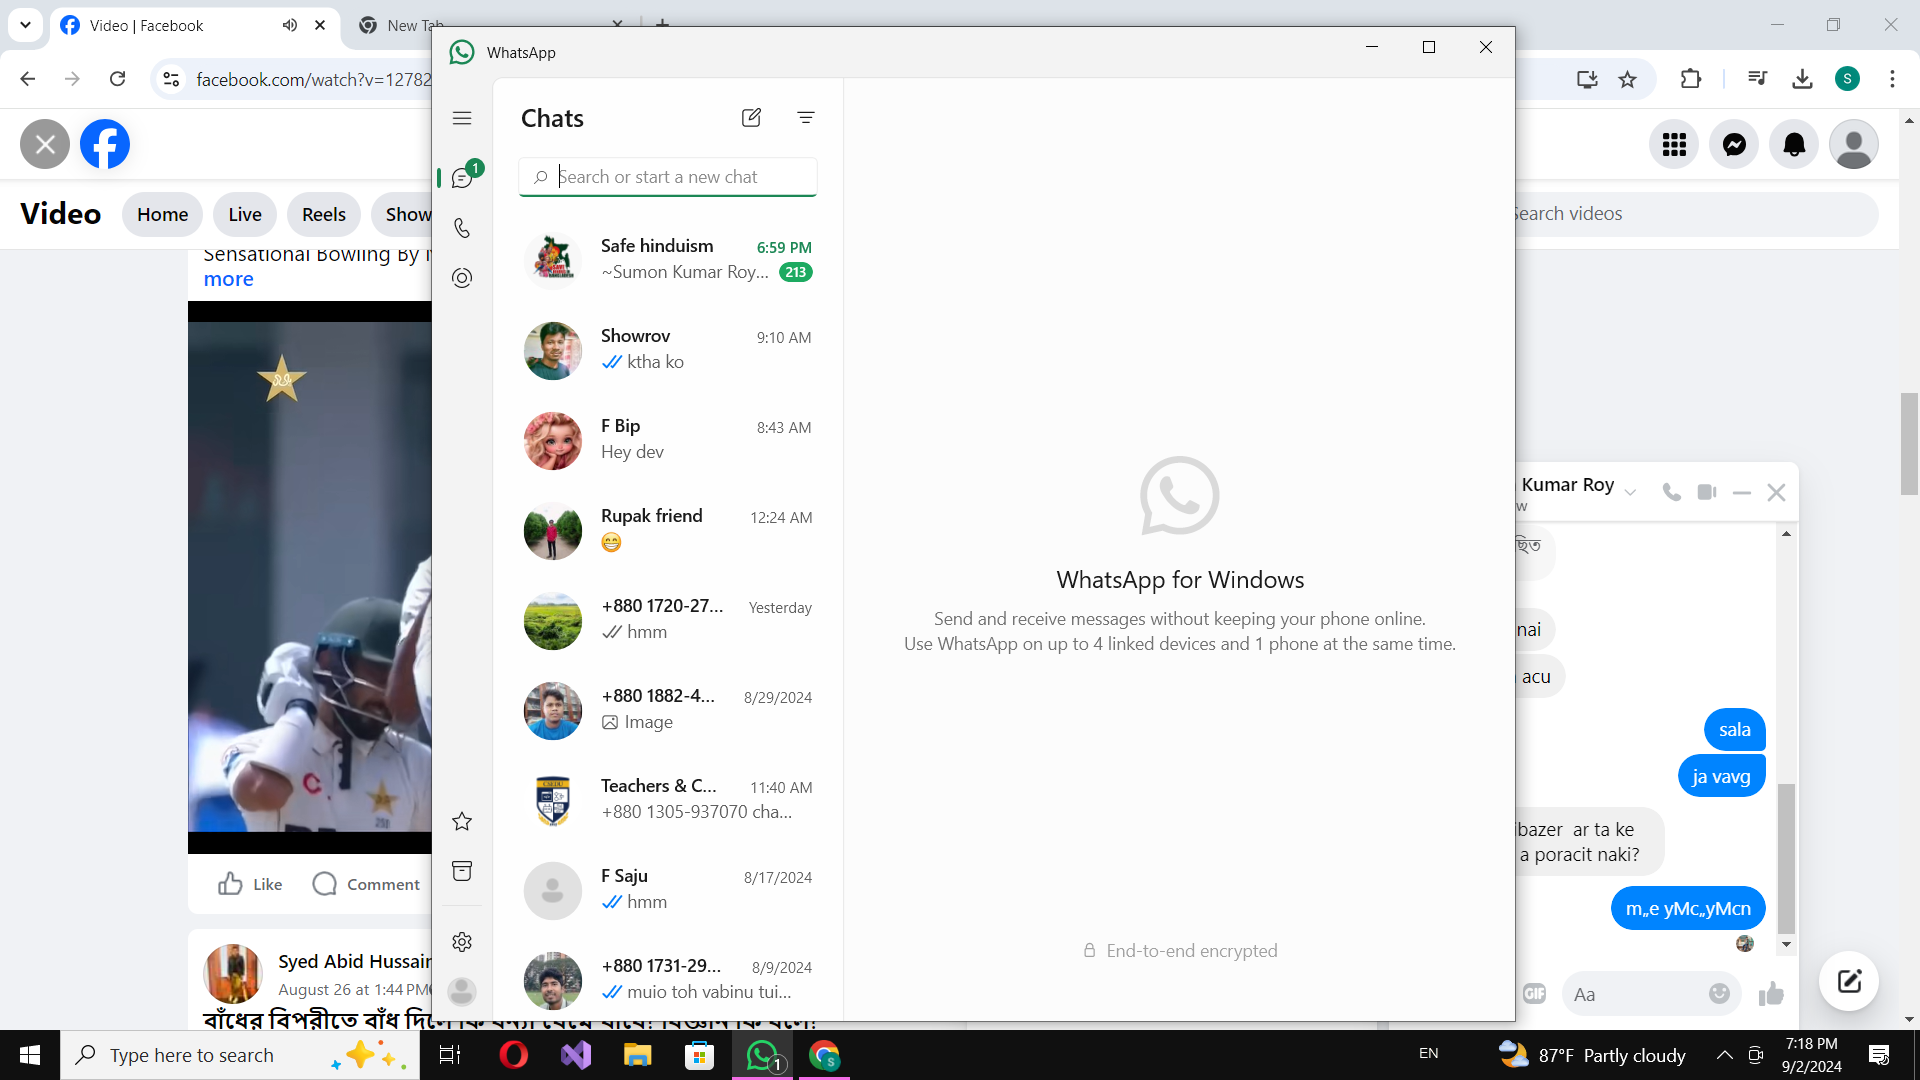 Video | Facebook
New Tab
facebook.com/watch?v=12782
S
Video
Home
Live
Reels
Show
Search videos
Sensational Bowling By
more
Like
Comment
Syed Abid Hussain
August 26 at 1:44 PM
WhatsApp
1
Chats
Search or start a new chat
Safe hinduism
6:59 PM
~Sumon Kumar Roy...
213
Showrov
9:10 AM
ktha ko
F Bip
8:43 AM
Hey dev
Rupak friend
12:24 AM
😁
+880 1720-27...
Yesterday
hmm
+880 1882-4...
8/29/2024
Image
Teachers & C...
11:40 AM
+880 1305-937070 cha...
F Saju
8/17/2024
hmm
+880 1731-29...
8/9/2024
muio toh vabinu tui...
WhatsApp for Windows
Send and receive messages without keeping your phone online.
Use WhatsApp on up to 4 linked devices and 1 phone at the same time.
End-to-end encrypted
Kumar Roy
w
ছিত
nai
acu
sala
ja vavg
bazer ar ta ke
a poracit naki?
m„e yMc„yMcn
GIF
Aa
Type here to search
1
S
EN
87°F Partly cloudy
7:18 PM
9/2/2024